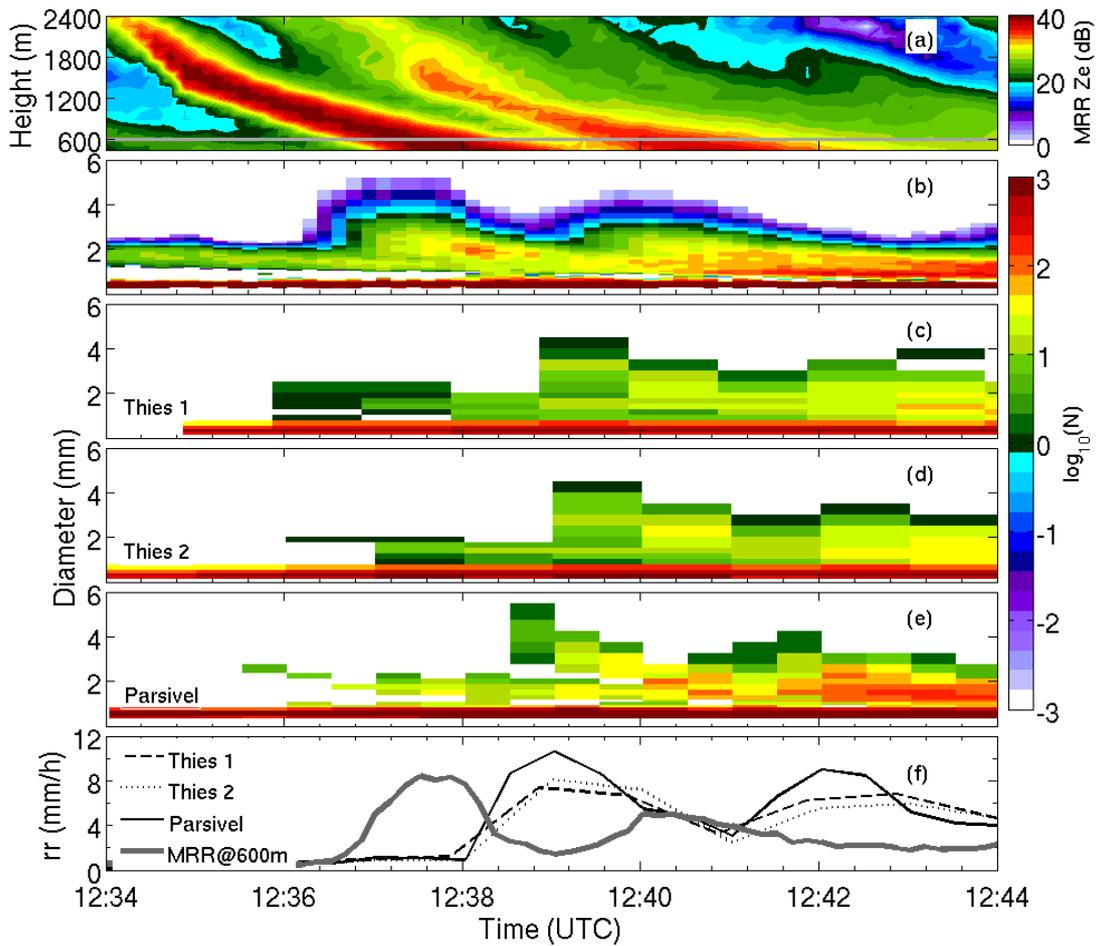 2400
1800
1200
600
Height (m)
(a)
40
30
20
10
0
MRR Ze (dB)
6
4
2
(b)
3
2
1
0
-1
-2
-3
log10(N)
6
4
2
(c)
Thies 1
6
4
2
(d)
Thies 2
Diameter (mm)
6
4
2
(e)
Parsivel
12
8
4
0
rr (mm/h)
(f)
Thies 1
Thies 2
Parsivel
MRR@600m
12:34 12:36 12:38 12:40 12:42 12:44
Time (UTC)